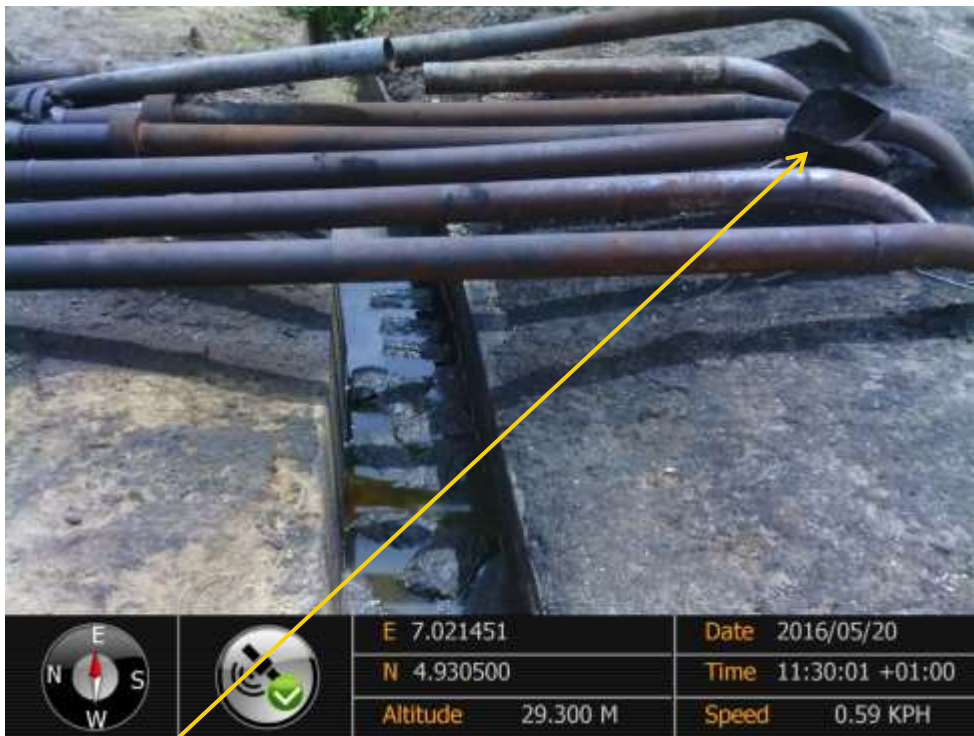 E
N S
W
E 7.021451
N 4.930500
Altitude 29.300 M
Date 2016/05/20
Time 11:30:01 +01:00
Speed 0.59 KPH